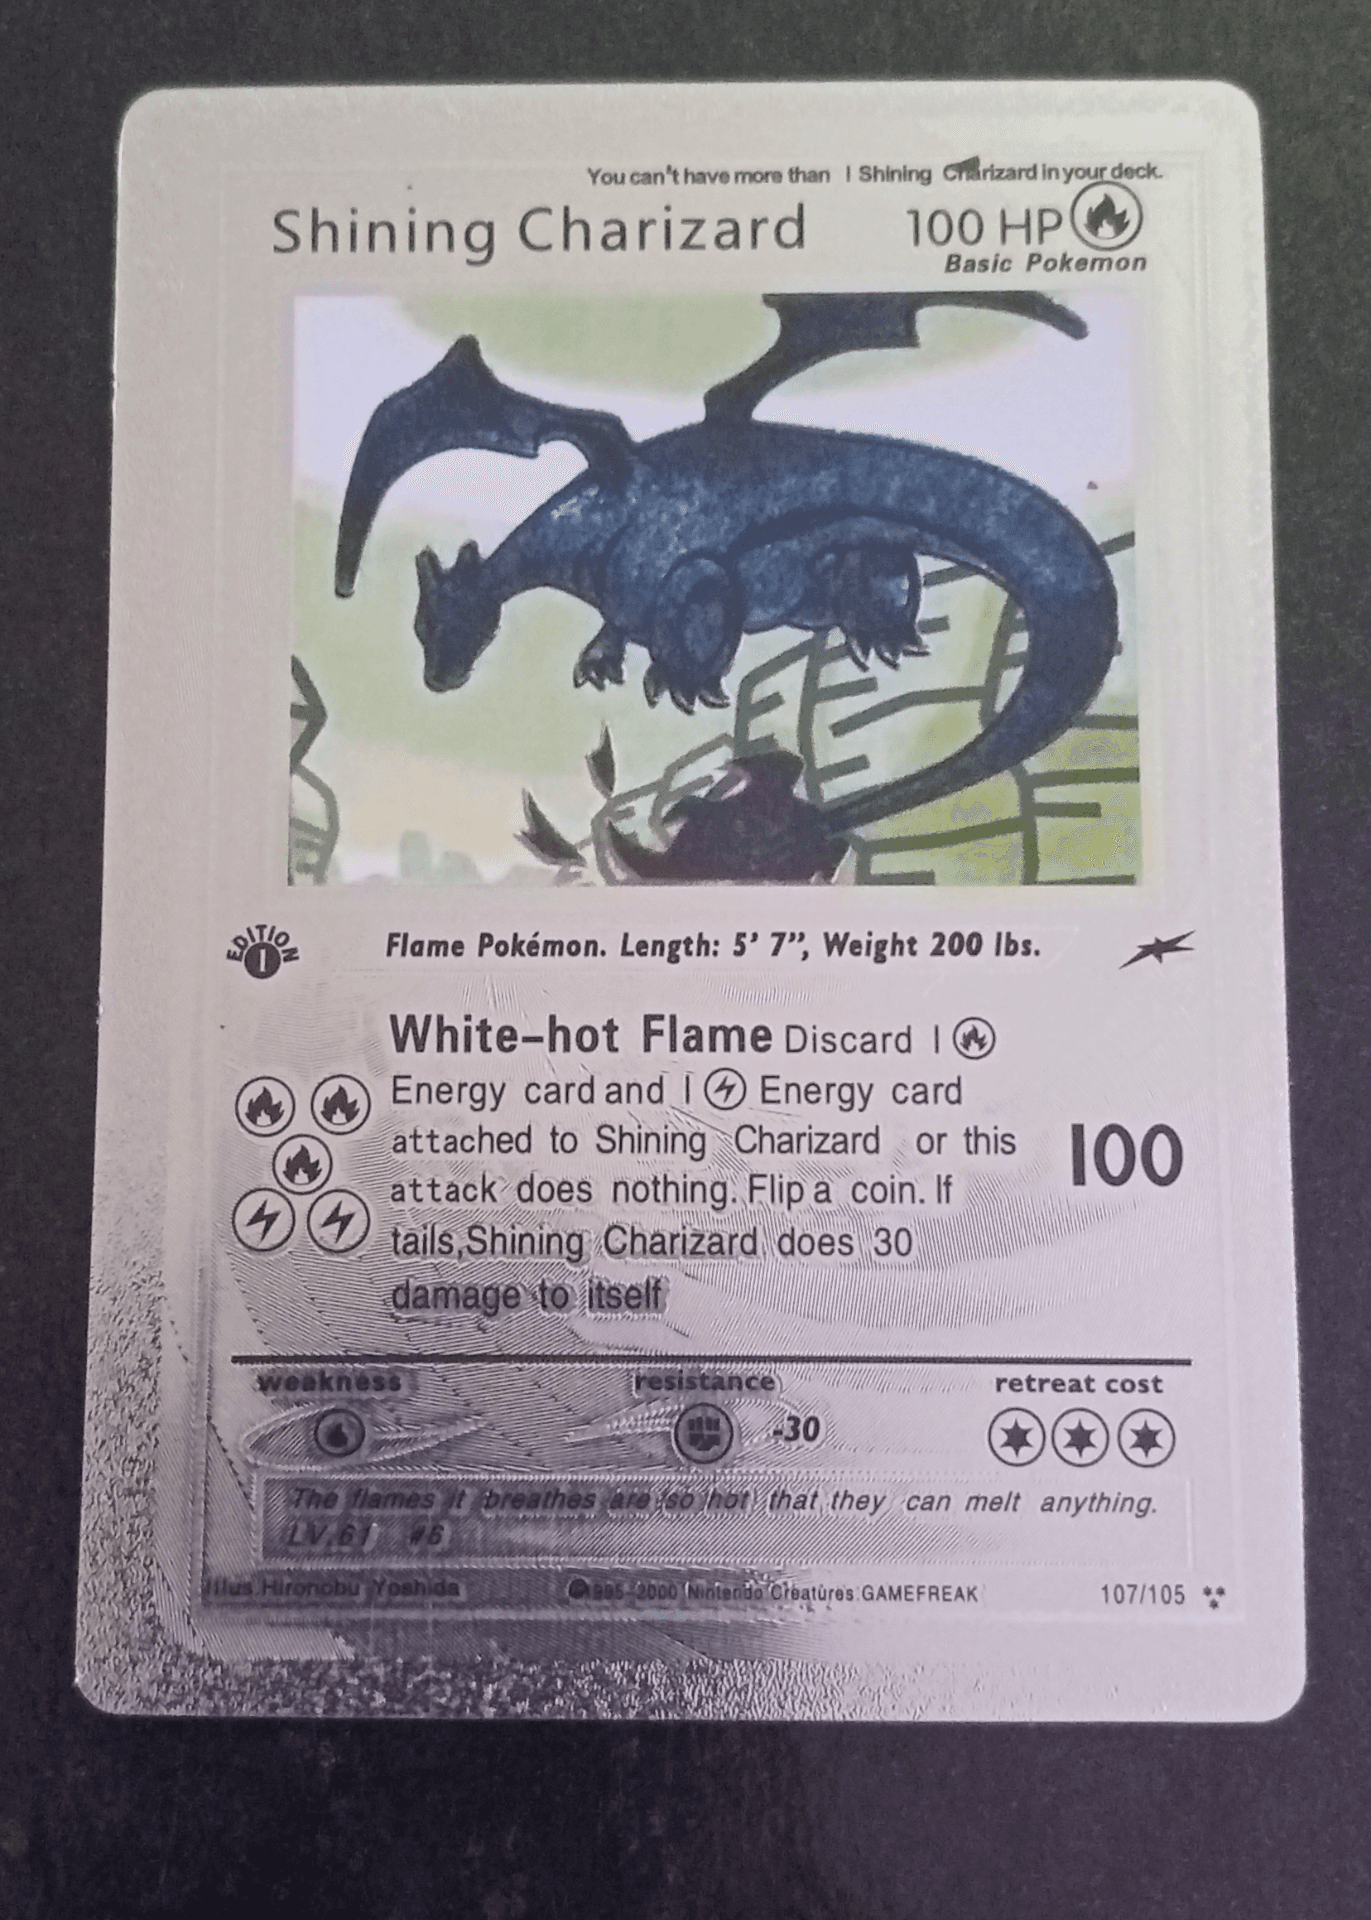 You can't have more than 1 Shining Charizard in your deck.
Shining Charizard 100 HP
Basic Pokemon
EDITION 1
Flame Pokémon. Length: 5' 7”, Weight 200 lbs.
White-hot Flame Discard 1
Energy card and 1 Energy card
attached to Shining Charizard or this
attack does nothing. Flip a coin. If
tails,Shining Charizard does 30
damage to itself
100
weakness resistance retreat cost
-30
The flames it breathes are so hot that they can melt anything.
LV.61 #6
Illus.Hironobu Yoshida ©1995-2000 Nintendo Creatures.GAMEFREAK 107/105